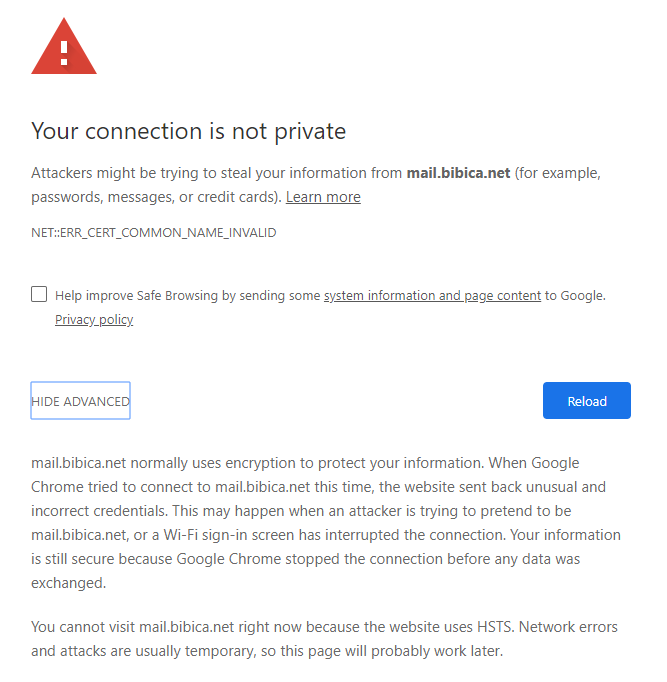 Your connection is not private
Attackers might be trying to steal your information from mail.bibica.net (for example,
passwords, messages, or credit cards). Learn more
NET::ERR_CERT_COMMON_NAME_INVALID
Help improve Safe Browsing by sending some system information and page content to Google.
Privacy policy
HIDE ADVANCED
Reload
mail.bibica.net normally uses encryption to protect your information. When Google
Chrome tried to connect to mail.bibica.net this time, the website sent back unusual and
incorrect credentials. This may happen when an attacker is trying to pretend to be
mail.bibica.net, or a Wi-Fi sign-in screen has interrupted the connection. Your information
is still secure because Google Chrome stopped the connection before any data was
exchanged.
You cannot visit mail.bibica.net right now because the website uses HSTS. Network errors
and attacks are usually temporary, so this page will probably work later.